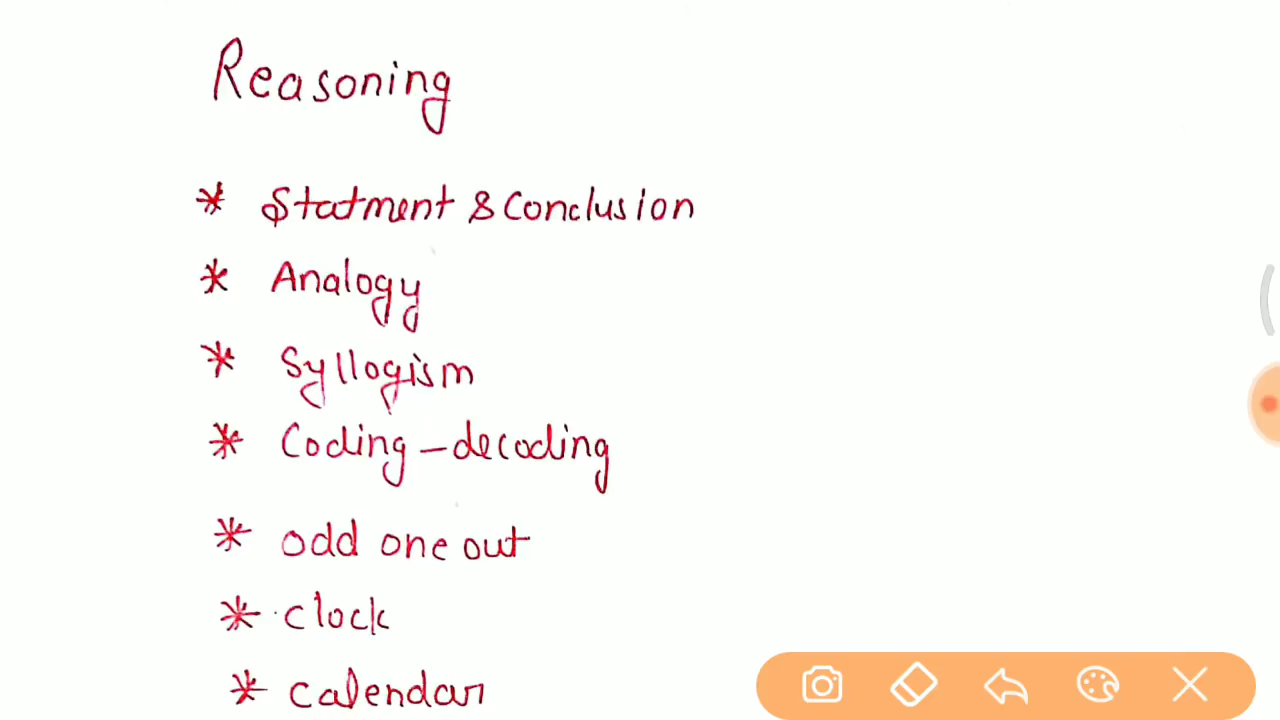 Reasoning
* Statment & Conclusion
* Analogy
* Syllogism
* Coding - decoding
* odd one out
* clock
* calendar